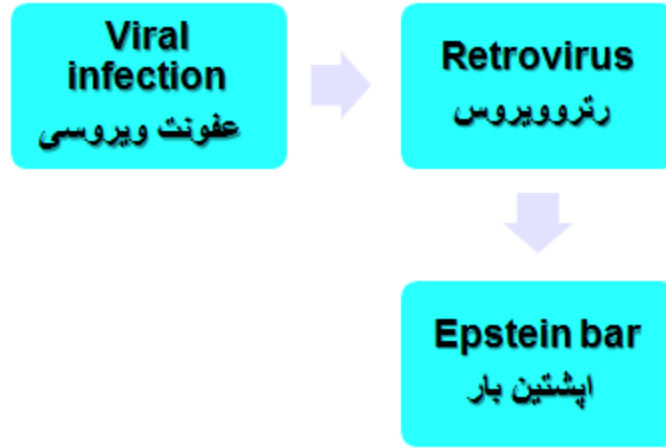 Viral
infection
عفونت ویروسی
Retrovirus
رتروویروس
Epstein bar
اپشتین بار